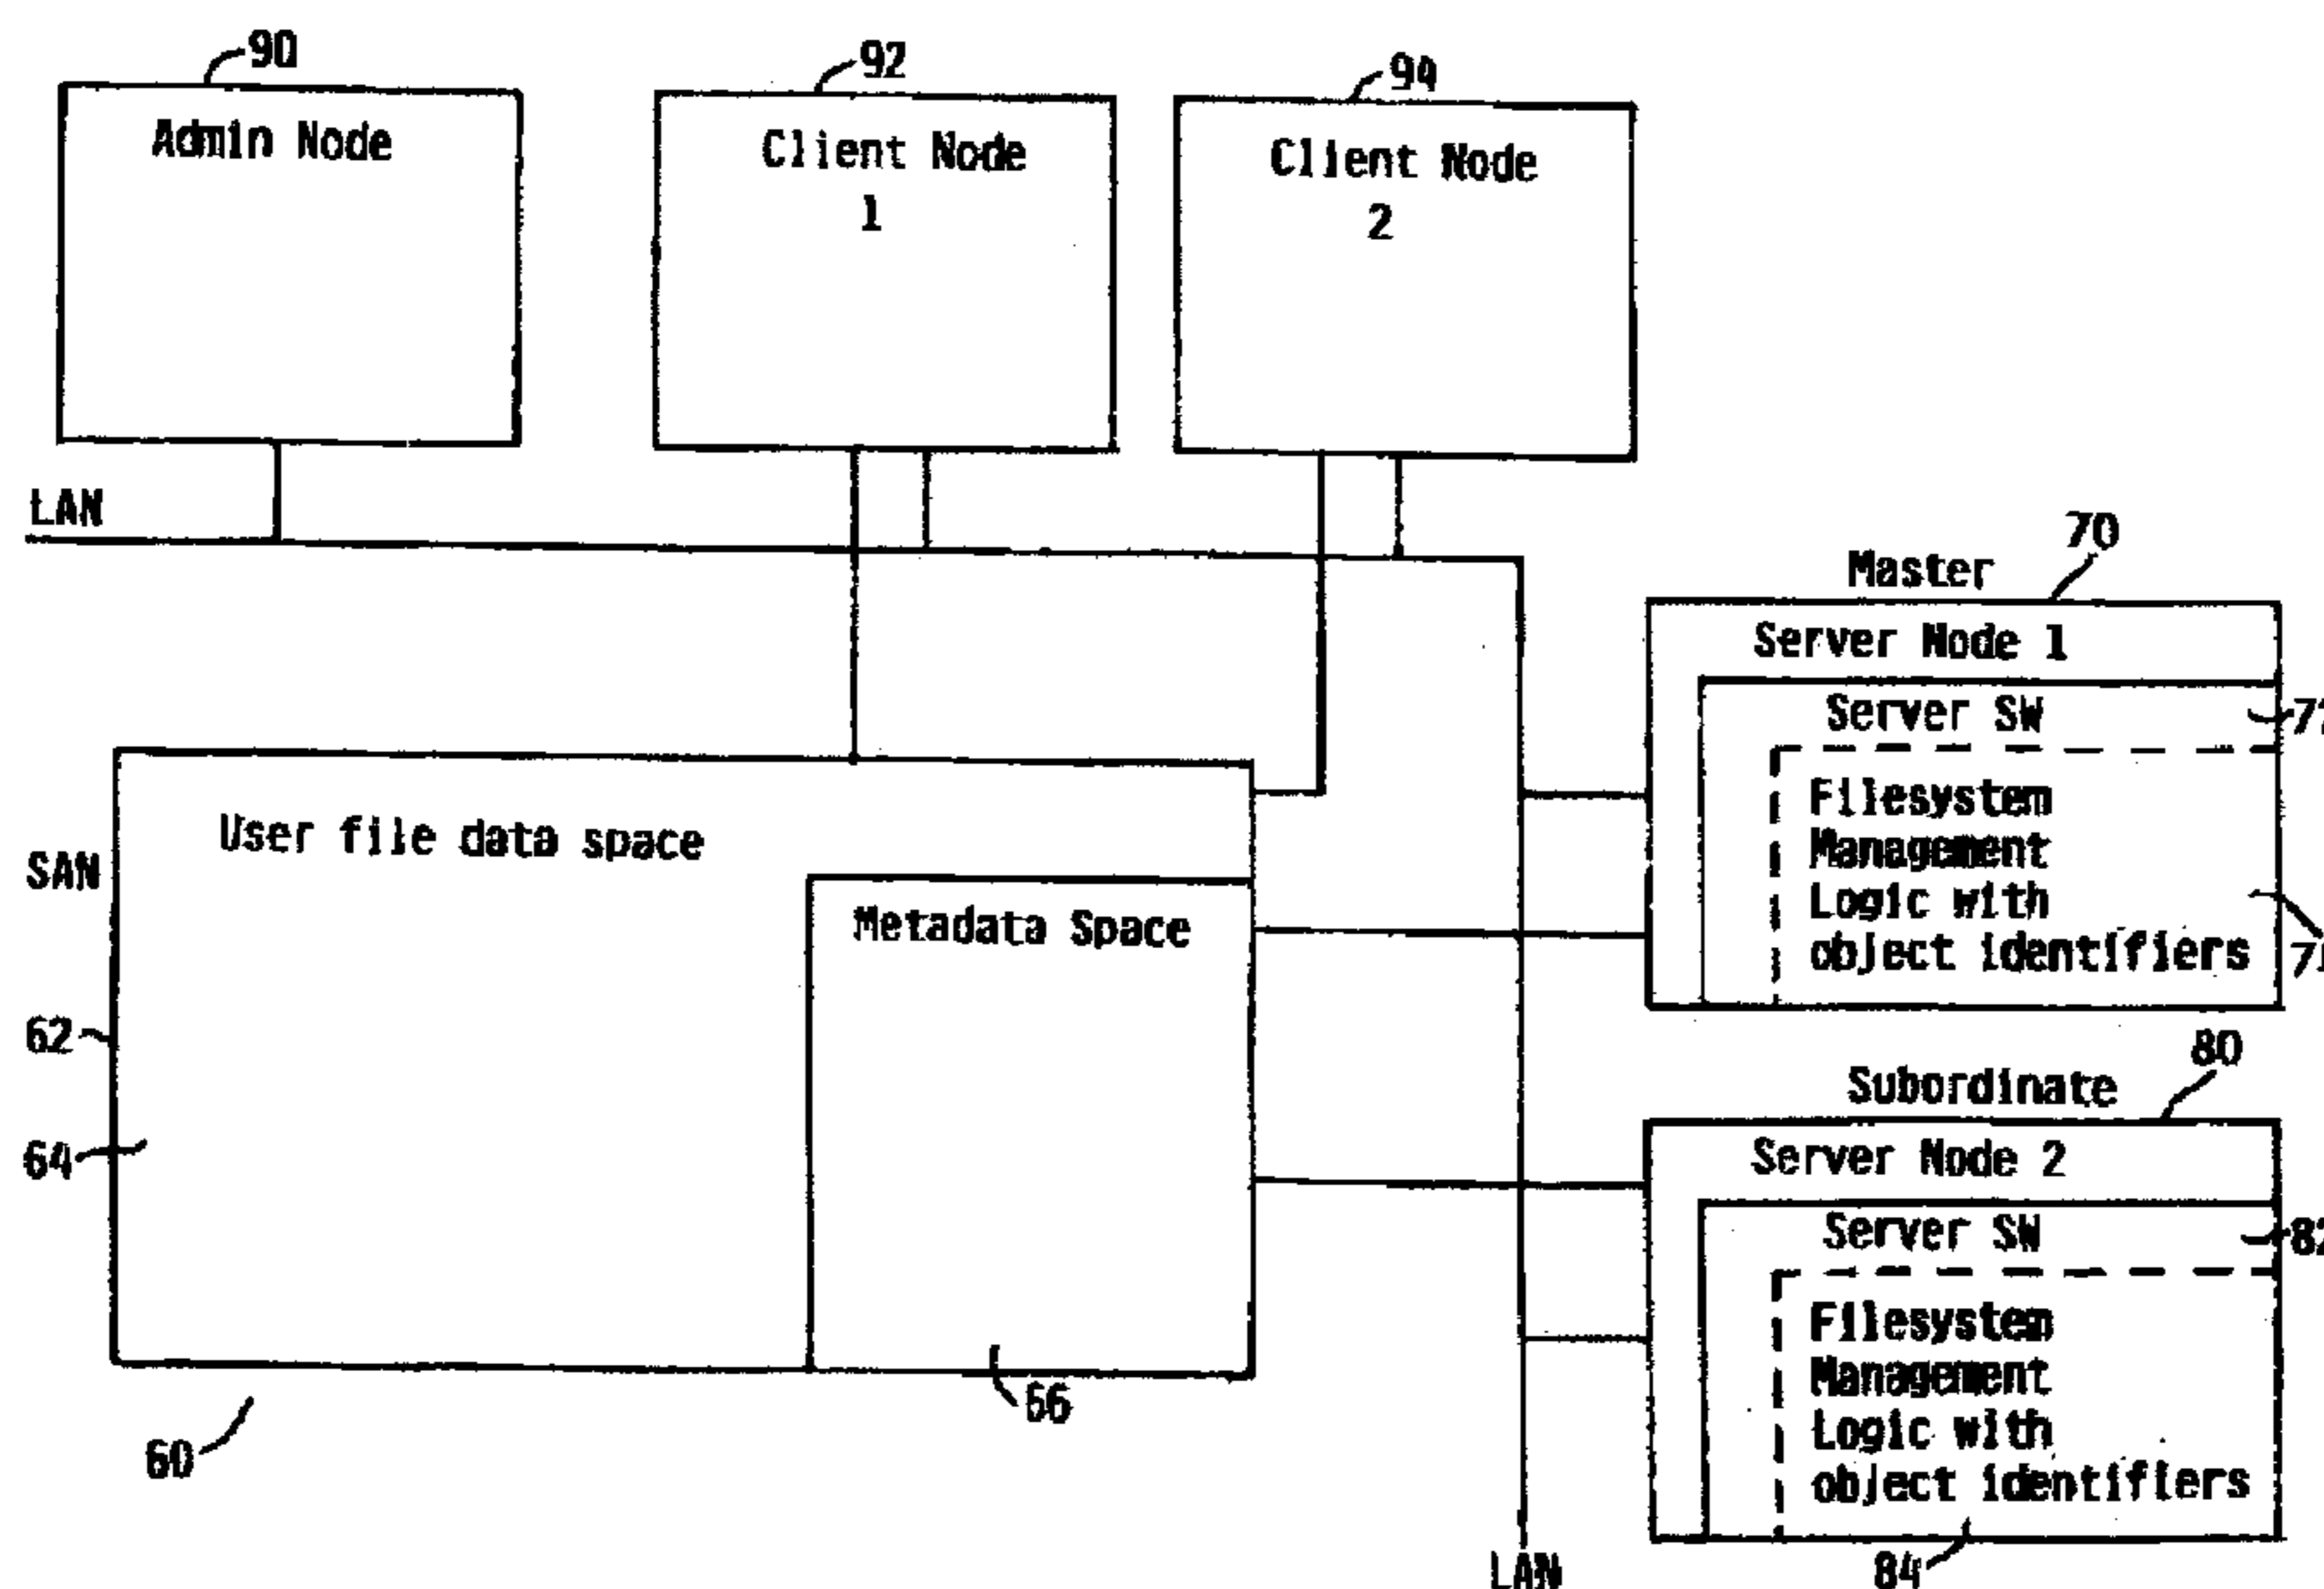 90
92
94
Admin Node
Client Node
1
Client Node
2
LAN
70
Master
Server Node 1
Server SW
Filesystem
Management
Logic with
object identifiers
SAN
User file data space
Metadata Space
62
64
66
60
80
Subordinate
Server Node 2
Server SW
82
Filesystem
Management
Logic with
object identifiers
84
LAN